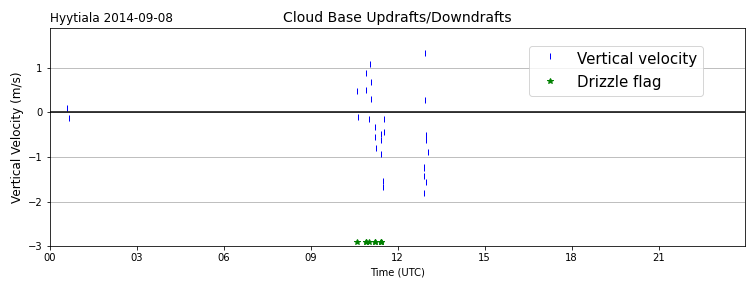 Hyytiala 2014-09-08
Cloud Base Updrafts/Downdrafts
Vertical velocity
Drizzle flag
Vertical Velocity (m/s)
1
0
−1
−2
−3
00 03 06 09 12 15 18 21
Time (UTC)